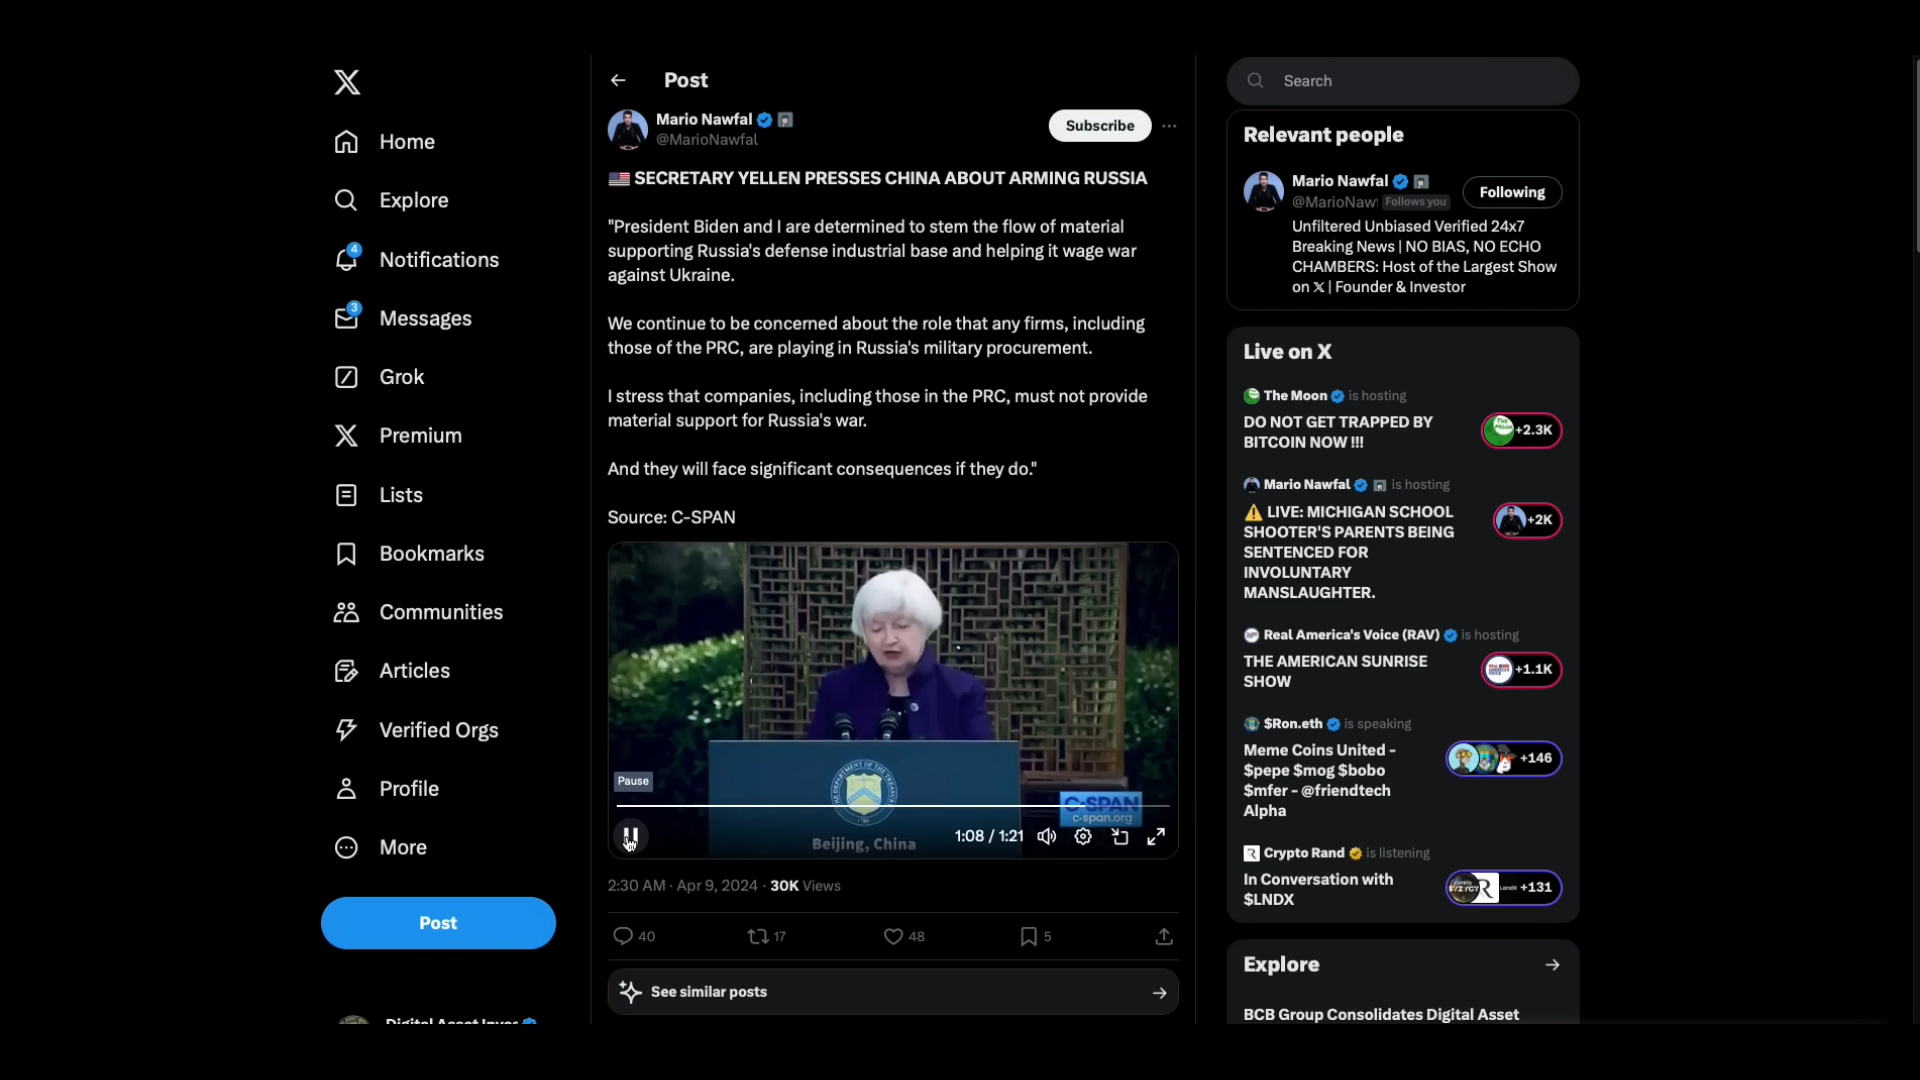 Home
Explore
4
Notifications
3
Messages
Grok
Premium
Lists
Bookmarks
Communities
Articles
Verified Orgs
Profile
More
Post
Post
Mario Nawfal
@MarioNawfal
Subscribe
SECRETARY YELLEN PRESSES CHINA ABOUT ARMING RUSSIA
"President Biden and I are determined to stem the flow of material
supporting Russia's defense industrial base and helping it wage war
against Ukraine.
We continue to be concerned about the role that any firms, including
those of the PRC, are playing in Russia's military procurement.
I stress that companies, including those in the PRC, must not provide
material support for Russia's war.
And they will face significant consequences if they do."
Source: C-SPAN
Pause
C-SPAN
c-span.org
1:08 / 1:21
Beijing, China
2:30 AM · Apr 9, 2024 · 30K Views
40
17
48
5
See similar posts
Search
Relevant people
Mario Nawfal
@MarioNaw
Follows you
Following
Unfiltered Unbiased Verified 24x7
Breaking News | NO BIAS, NO ECHO
CHAMBERS: Host of the Largest Show
on 𝕏 | Founder & Investor
Live on X
The Moon is hosting
DO NOT GET TRAPPED BY
BITCOIN NOW !!!
+2.3K
Mario Nawfal is hosting
⚠️ LIVE: MICHIGAN SCHOOL
SHOOTER'S PARENTS BEING
SENTENCED FOR
INVOLUNTARY
MANSLAUGHTER.
+2K
Real America's Voice (RAV) is hosting
THE AMERICAN SUNRISE
SHOW
+1.1K
$Ron.eth is speaking
Meme Coins United -
$pepe $mog $bobo
$mfer - @friendtech
Alpha
+146
Crypto Rand is listening
In Conversation with
$LNDX
+131
Explore
BCB Group Consolidates Digital Asset